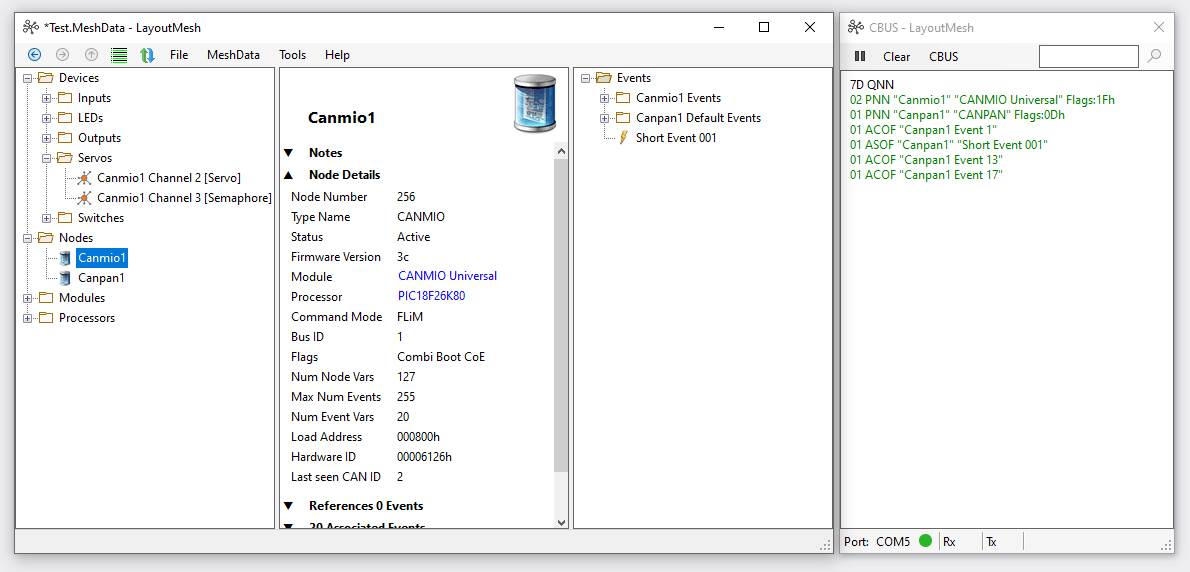 *Test.MeshData - LayoutMesh
File MeshData Tools Help
Devices
Inputs
LEDs
Outputs
Servos
Canmio1 Channel 2 [Servo]
Canmio1 Channel 3 [Semaphore]
Switches
Nodes
Canmio1
Canpan1
Modules
Processors
Canmio1
Notes
Node Details
Node Number 256
Type Name CANMIO
Status Active
Firmware Version 3c
Module CANMIO Universal
Processor PIC18F26K80
Command Mode FLiM
Bus ID 1
Flags Combi Boot CoE
Num Node Vars 127
Max Num Events 255
Num Event Vars 20
Load Address 000800h
Hardware ID 00006126h
Last seen CAN ID 2
References 0 Events
20 Associated Events
Events
Canmio1 Events
Canpan1 Default Events
Short Event 001
CBUS - LayoutMesh
Clear CBUS
7D QNN
02 PNN "Canmio1" "CANMIO Universal" Flags:1Fh
01 PNN "Canpan1" "CANPAN" Flags:0Dh
01 ACOF "Canpan1 Event 1"
01 ASOF "Canpan1" "Short Event 001"
01 ACOF "Canpan1 Event 13"
01 ACOF "Canpan1 Event 17"
Port: COM5 Rx Tx